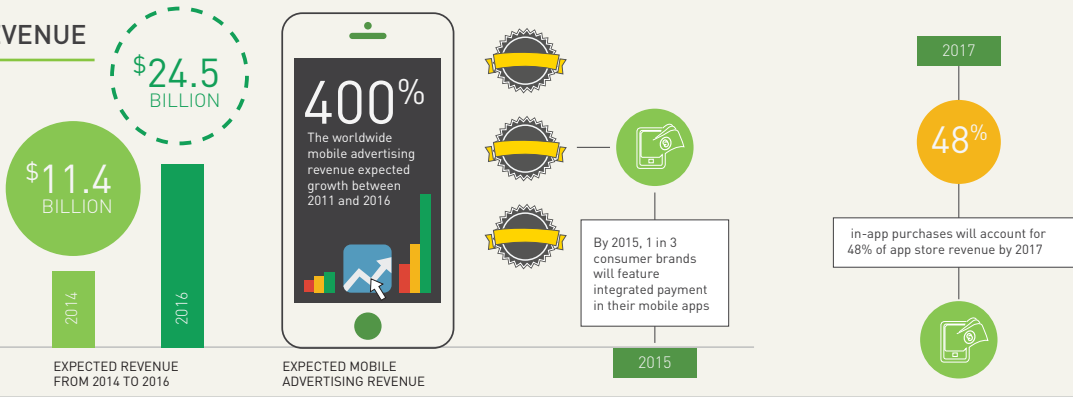 $24.5
BILLION
$11.4
BILLION
2014
2016
EXPECTED REVENUE
FROM 2014 TO 2016
400%
The worldwide
mobile advertising
revenue expected
growth between
2011 and 2016
EXPECTED MOBILE
ADVERTISING REVENUE
By 2015, 1 in 3
consumer brands
will feature
integrated payment
in their mobile apps
2015
2017
48%
in-app purchases will account for
48% of app store revenue by 2017